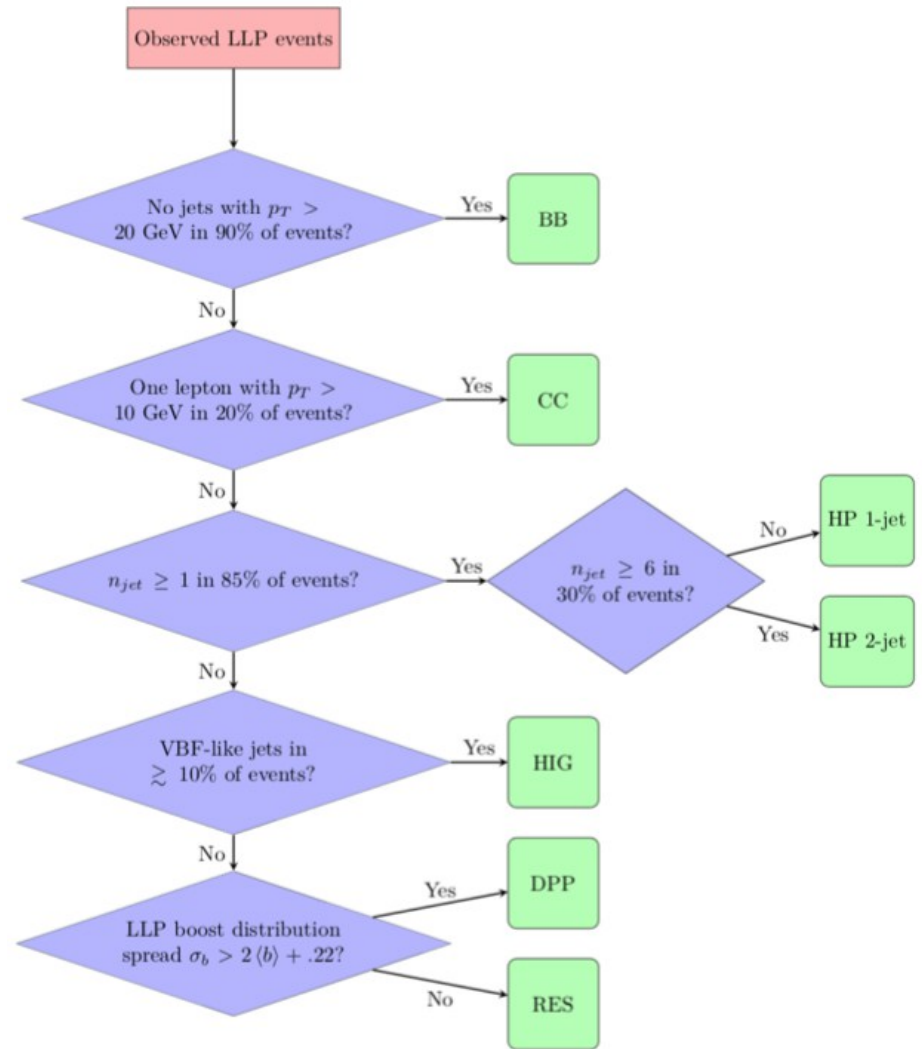 Observed LLP events
No jets with p_T >
20 GeV in 90% of events?
Yes
BB
No
One lepton with p_T >
10 GeV in 20% of events?
Yes
CC
No
n_jet ≥ 1 in 85% of events?
Yes
n_jet ≥ 6 in
30% of events?
No
HP 1-jet
Yes
HP 2-jet
No
VBF-like jets in
≳ 10% of events?
Yes
HIG
No
LLP boost distribution
spread σ_b > 2 ⟨b⟩ + .22?
Yes
DPP
No
RES